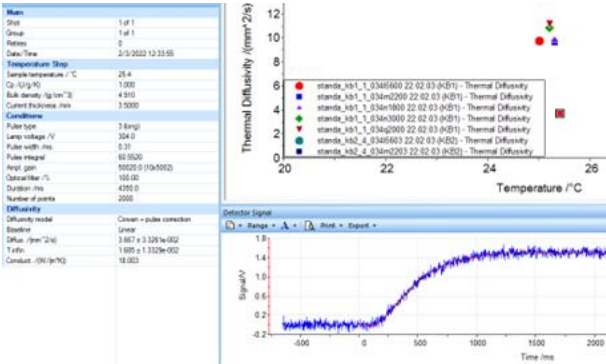 Main
Shot 1 of 1
Group 1 of 1
Retries 0
Date/Time 2/3/2022 12:33:55
Temperature Step
Sample temperature / °C 25.4
Cp /(J/g/K) 1.000
Bulk density /(g/cm^3) 4.910
Current thickness /mm 3.5000
Conditions
Pulse type 3 (long)
Lamp voltage /V 304.0
Pulse width /ms 0.31
Pulse integral 60.5520
Ampl. gain 50020.0 (10x5002)
Optical filter /% 100.00
Duration /ms 4350.0
Number of points 2000
Diffusivity
Diffusivity model Cowan + pulse correction
Baseline Linear
Diffus. /(mm^2/s) 3.667 ± 3.3261e-002
T infin. 1.685 ± 1.3329e-002
Conduct. /(W/(m*K)) 18.003
Thermal Diffusivity /(mm^2/s)
12
10
8
6
4
2
0
standa_kb1_1_034l5600 22.02.03 (KB1) - Thermal Diffusivity
standa_kb1_1_034m2200 22.02.03 (KB1) - Thermal Diffusivity
standa_kb1_1_034n1800 22.02.03 (KB1) - Thermal Diffusivity
standa_kb1_1_034n3000 22.02.03 (KB1) - Thermal Diffusivity
standa_kb1_1_034q2000 22.02.03 (KB1) - Thermal Diffusivity
standa_kb2_4_034l5603 22.02.03 (KB2) - Thermal Diffusivity
standa_kb2_4_034m2203 22.02.03 (KB2) - Thermal Diffusivity
20 22 24 26
Temperature /°C
Detector Signal
Range A Print Export
Signal/V
1.8
1.4
1.0
0.6
0.2
-0.2
-500 0 500 1000 1500 2000
Time /ms